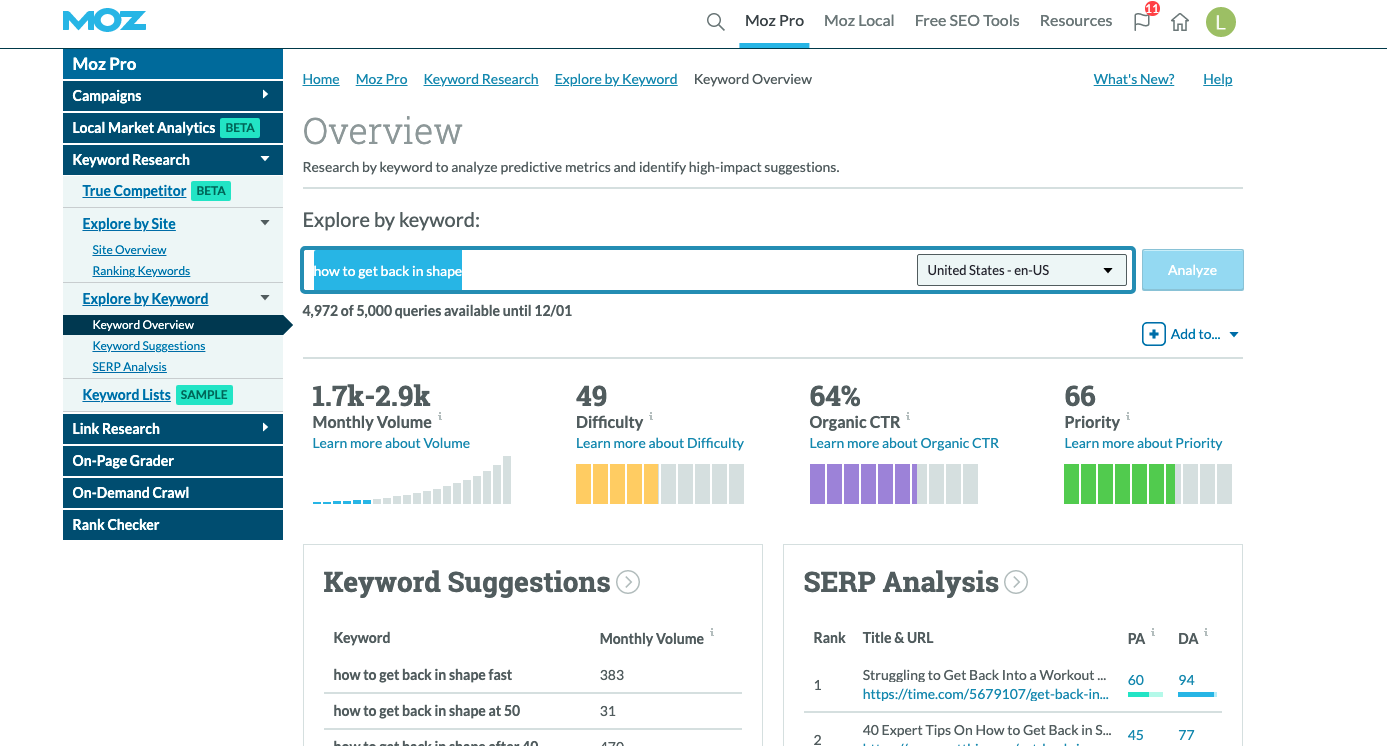 MOZ
Moz Pro Moz Local Free SEO Tools Resources 11 L
Moz Pro
Campaigns
Local Market Analytics BETA
Keyword Research
True Competitor BETA
Explore by Site
Site Overview
Ranking Keywords
Explore by Keyword
Keyword Overview
Keyword Suggestions
SERP Analysis
Keyword Lists SAMPLE
Link Research
On-Page Grader
On-Demand Crawl
Rank Checker
Home Moz Pro Keyword Research Explore by Keyword Keyword Overview What's New? Help
Overview
Research by keyword to analyze predictive metrics and identify high-impact suggestions.
Explore by keyword:
how to get back in shape United States - en-US Analyze
4,972 of 5,000 queries available until 12/01
Add to...
1.7k-2.9k 49 64% 66
Monthly Volume i Difficulty i Organic CTR i Priority i
Learn more about Volume Learn more about Difficulty Learn more about Organic CTR Learn more about Priority
Keyword Suggestions
Keyword Monthly Volume i
how to get back in shape fast 383
how to get back in shape at 50 31
how to get back in shape after 40 470
SERP Analysis
Rank Title & URL PA i DA i
1 Struggling to Get Back Into a Workout ... 60 94
https://time.com/5679107/get-back-in...
2 40 Expert Tips On How to Get Back in S... 45 77